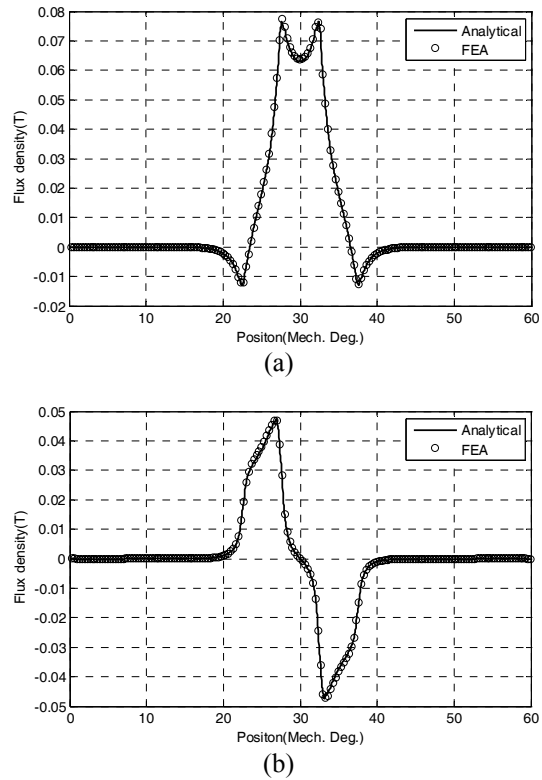 0.08
0.07
0.06
0.05
0.04
0.03
0.02
0.01
0
-0.01
-0.02
Flux density(T)
Analytical
FEA
0 10 20 30 40 50 60
Positon(Mech. Deg.)
(a)
0.05
0.04
0.03
0.02
0.01
0
-0.01
-0.02
-0.03
-0.04
-0.05
Flux density(T)
Analytical
FEA
0 10 20 30 40 50 60
Positon(Mech. Deg.)
(b)